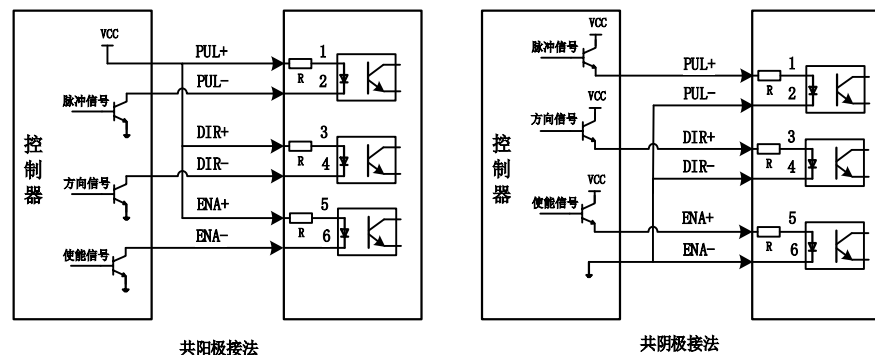 VCC
PUL+
1
R
PUL-
2
脉冲信号
控制器
DIR+
3
R
DIR-
4
方向信号
ENA+
5
R
ENA-
6
使能信号
共阳极接法
VCC
脉冲信号
PUL+
1
R
PUL-
2
VCC
方向信号
控制器
DIR+
3
R
DIR-
4
VCC
使能信号
ENA+
5
R
ENA-
6
共阴极接法